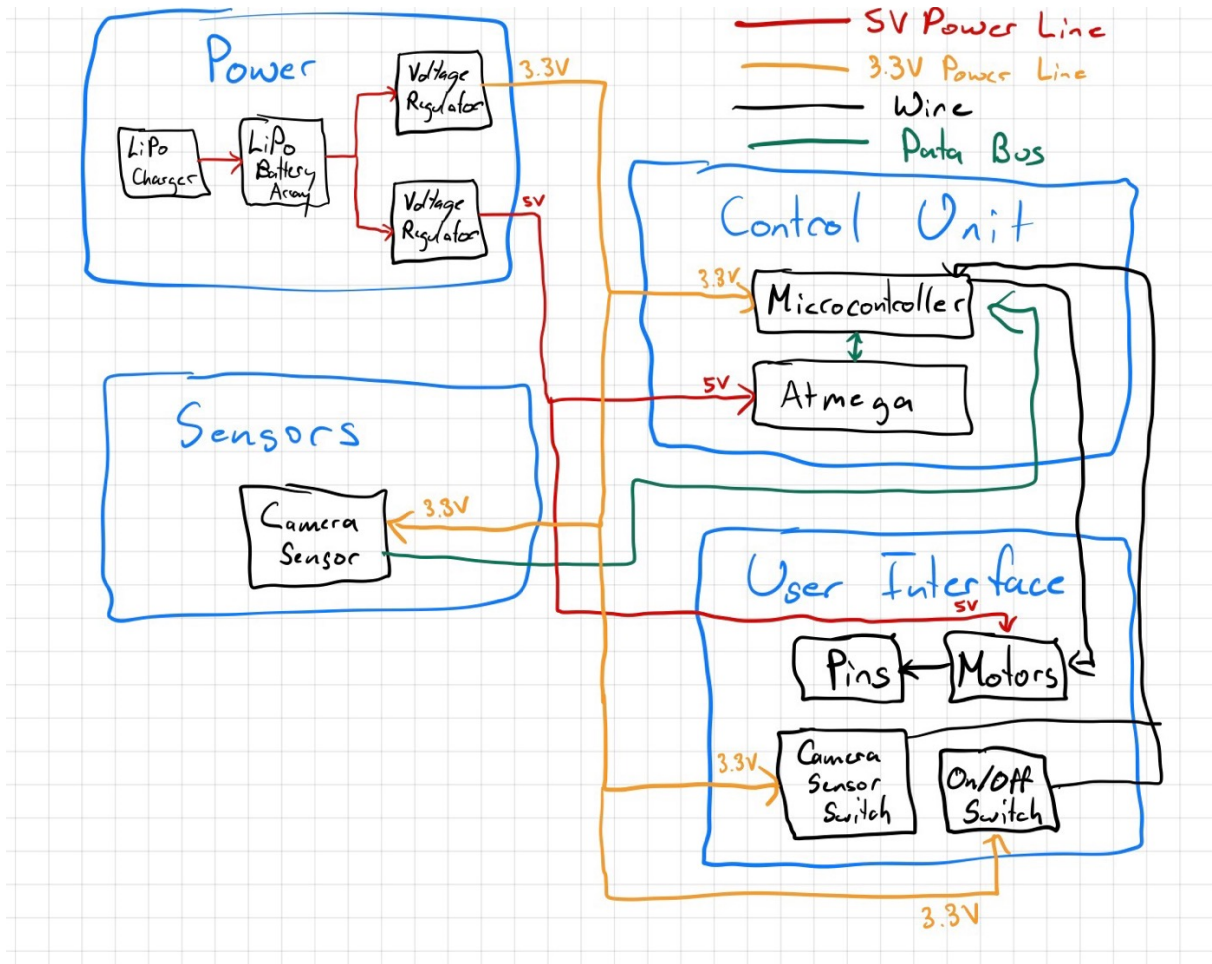 5V Power Line
3.3V Power Line
Wire
Data Bus
Power
LiPo
Charger
LiPo
Battery
Array
Voltage
Regulator
3.3V
Voltage
Regulator
5V
Control Unit
3.3V
Microcontroller
5V
Atmega
Sensors
Camera
Sensor
3.3V
User Interface
5V
Pins
Motors
3.3V
Camera
Sensor
Switch
On/Off
Switch
3.3V